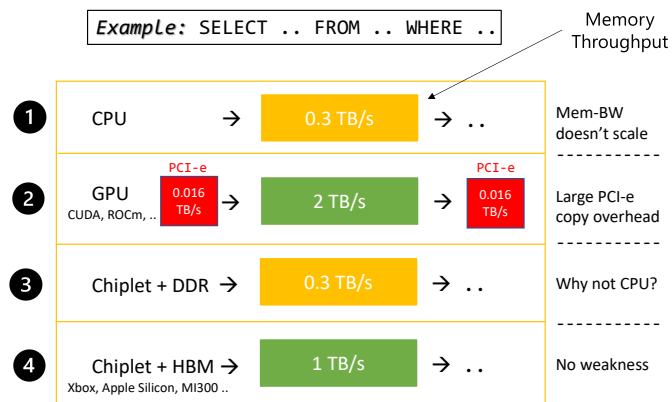 Example: SELECT .. FROM .. WHERE ..
Memory
Throughput
1
CPU → 0.3 TB/s → ..
Mem-BW
doesn't scale
PCI-e
PCI-e
2
GPU
CUDA, ROCm, ..
0.016
TB/s
→ 2 TB/s →
0.016
TB/s
Large PCI-e
copy overhead
3
Chiplet + DDR → 0.3 TB/s → ..
Why not CPU?
4
Chiplet + HBM → 1 TB/s → ..
Xbox, Apple Silicon, MI300 ..
No weakness